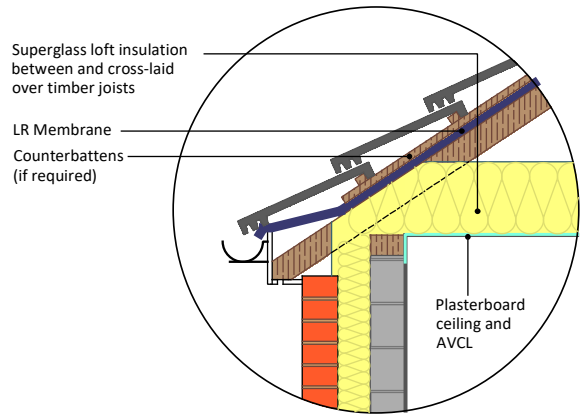 Superglass loft insulation
between and cross-laid
over timber joists
LR Membrane
Counterbattens
(if required)
Plasterboard
ceiling and
AVCL